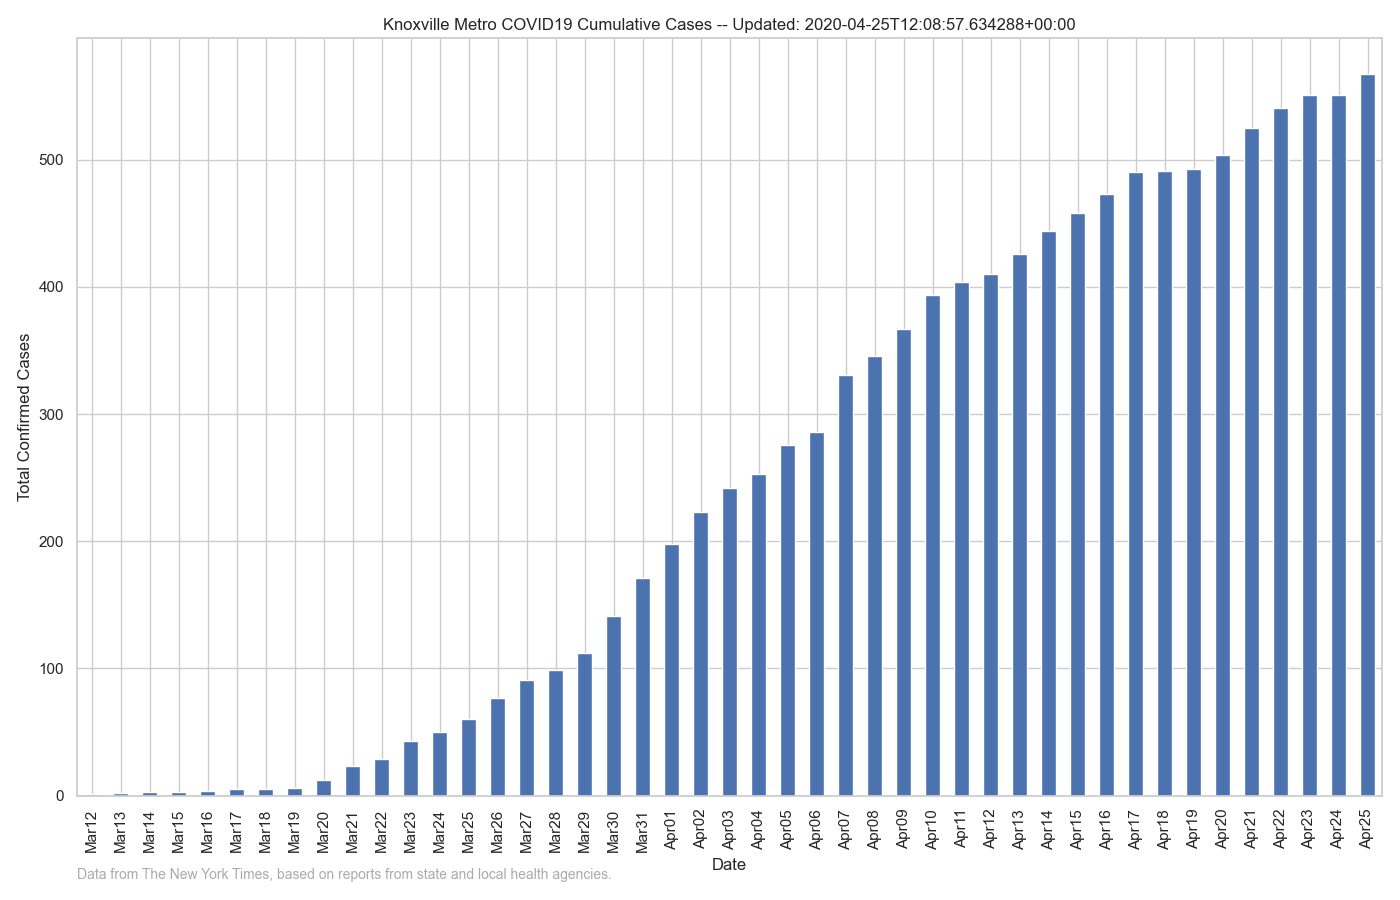 Knoxville Metro COVID19 Cumulative Cases -- Updated: 2020-04-25T12:08:57.634288+00:00
Total Confirmed Cases
500
400
300
200
100
0
Mar12 Mar13 Mar14 Mar15 Mar16 Mar17 Mar18 Mar19 Mar20 Mar21 Mar22 Mar23 Mar24 Mar25 Mar26 Mar27 Mar28 Mar29 Mar30 Mar31 Apr01 Apr02 Apr03 Apr04 Apr05 Apr06 Apr07 Apr08 Apr09 Apr10 Apr11 Apr12 Apr13 Apr14 Apr15 Apr16 Apr17 Apr18 Apr19 Apr20 Apr21 Apr22 Apr23 Apr24 Apr25
Date
Data from The New York Times, based on reports from state and local health agencies.